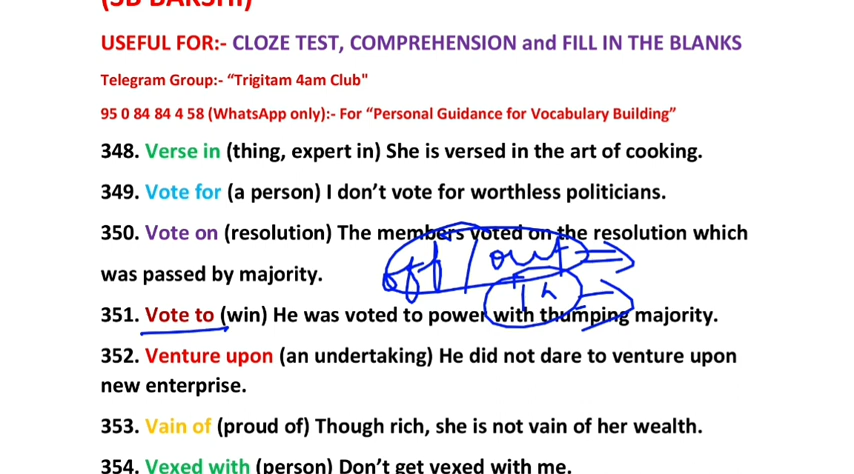 (SB BAKSHI)
USEFUL FOR:- CLOZE TEST, COMPREHENSION and FILL IN THE BLANKS
Telegram Group:- “Trigitam 4am Club"
95 0 84 84 4 58 (WhatsApp only):- For “Personal Guidance for Vocabulary Building”
348. Verse in (thing, expert in) She is versed in the art of cooking.
349. Vote for (a person) I don’t vote for worthless politicians.
350. Vote on (resolution) The members voted on the resolution which
off / out
was passed by majority.
351. Vote to (win) He was voted to power with thumping majority.
352. Venture upon (an undertaking) He did not dare to venture upon
new enterprise.
353. Vain of (proud of) Though rich, she is not vain of her wealth.
354. Vexed with (person) Don’t get vexed with me.